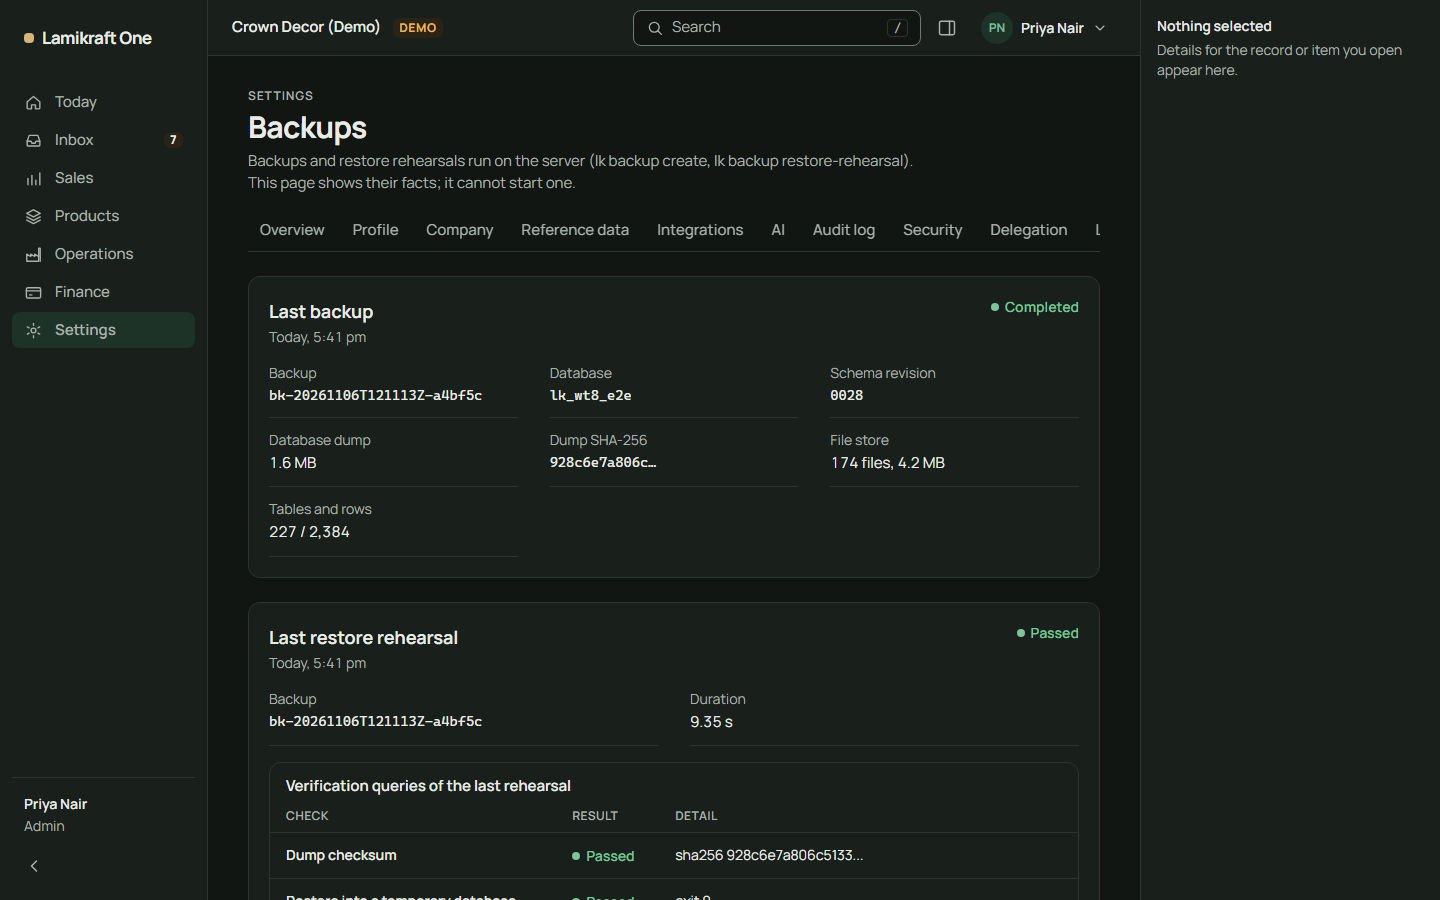 Lamikraft One
Today
Inbox 7
Sales
Products
Operations
Finance
Settings
Priya Nair
Admin
Crown Decor (Demo) DEMO
Search /
PN Priya Nair
SETTINGS
Backups
Backups and restore rehearsals run on the server (lk backup create, lk backup restore-rehearsal).
This page shows their facts; it cannot start one.
Overview Profile Company Reference data Integrations AI Audit log Security Delegation
Last backup Completed
Today, 5:41 pm
Backup Database Schema revision
bk-20261106T121113Z-a4bf5c lk_wt8_e2e 0028
Database dump Dump SHA-256 File store
1.6 MB 928c6e7a806c… 174 files, 4.2 MB
Tables and rows
227 / 2,384
Last restore rehearsal Passed
Today, 5:41 pm
Backup Duration
bk-20261106T121113Z-a4bf5c 9.35 s
Verification queries of the last rehearsal
CHECK RESULT DETAIL
Dump checksum Passed sha256 928c6e7a806c5133...
Restore into a temporary database Passed exit 0
Nothing selected
Details for the record or item you open
appear here.